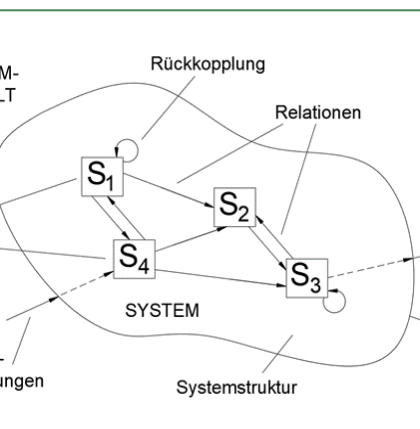 Rückkopplung
M-
LT
Relationen
S1
S2
S4
S3
SYSTEM
-
ungen
Systemstruktur